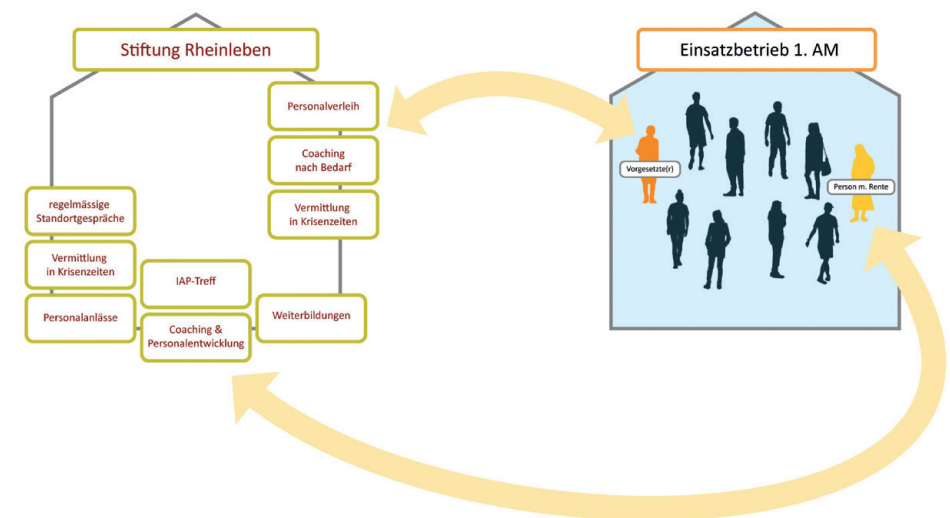 Stiftung Rheinleben
Einsatzbetrieb 1. AM
Personalverleih
Coaching
nach Bedarf
Vermittlung
in Krisenzeiten
regelmässige
Standortgespräche
Vermittlung
in Krisenzeiten
Personalanlässe
IAP-Treff
Coaching &
Personalentwicklung
Weiterbildungen
Vorgesetzte(r)
Person m. Rente